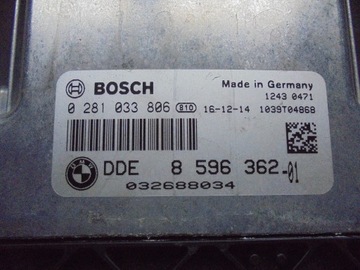 BOSCH
Made in Germany
1243 0471
0 281 033 806 B10 16-12-14 1039T04868
BMW
DDE 8 596 362-01
032688034